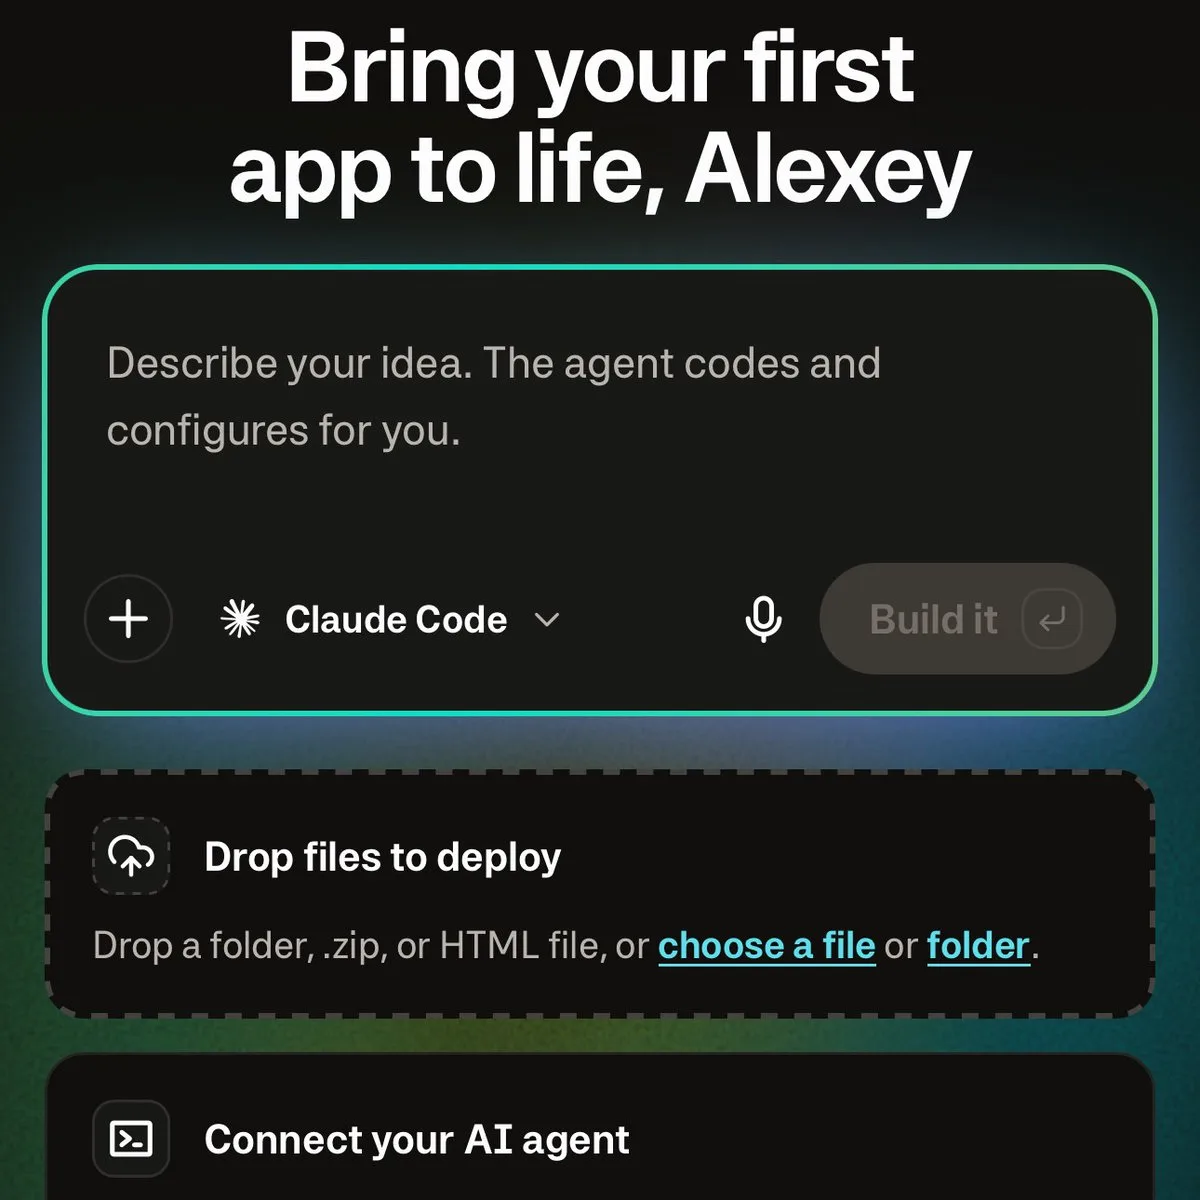 Bring your first
app to life, Alexey
Describe your idea. The agent codes and
configures for you.
Claude Code
Build it
Drop files to deploy
Drop a folder, .zip, or HTML file, or choose a file or folder.
Connect your AI agent